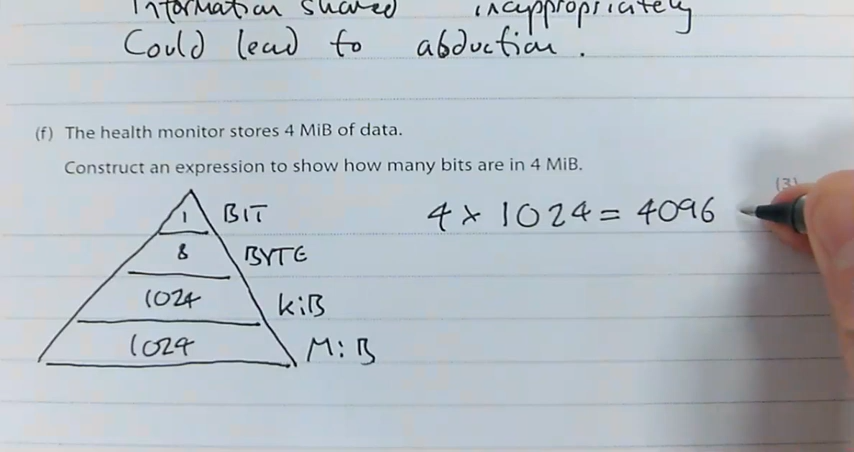 Information shared inappropriately
Could lead to abduction.
(f) The health monitor stores 4 MiB of data.
Construct an expression to show how many bits are in 4 MiB.
(3)
1 BIT
4 × 1024 = 4096
8 BYTE
1024 KiB
1024 MiB